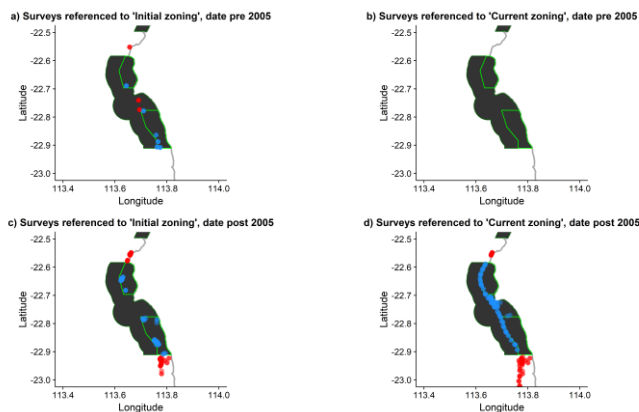 a) Surveys referenced to 'Initial zoning', date pre 2005
-22.5
-22.6
-22.7
-22.8
-22.9
-23.0
Latitude
113.4 113.6 113.8 114.0
Longitude
b) Surveys referenced to 'Current zoning', date pre 2005
-22.5
-22.6
-22.7
-22.8
-22.9
-23.0
Latitude
113.4 113.6 113.8 114.0
Longitude
c) Surveys referenced to 'Initial zoning', date post 2005
-22.5
-22.6
-22.7
-22.8
-22.9
-23.0
Latitude
113.4 113.6 113.8 114.0
Longitude
d) Surveys referenced to 'Current zoning', date post 2005
-22.5
-22.6
-22.7
-22.8
-22.9
-23.0
Latitude
113.4 113.6 113.8 114.0
Longitude